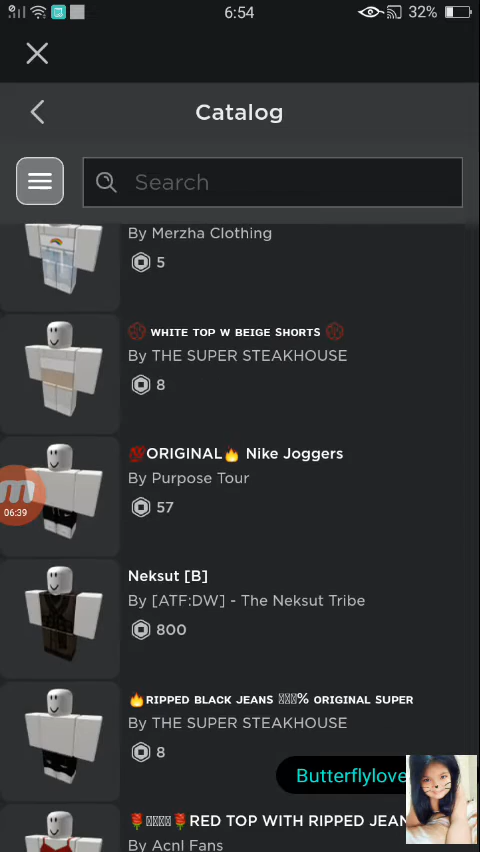 6:54
32%
Catalog
Search
By Merzha Clothing
5
WHITE TOP W BEIGE SHORTS
By THE SUPER STEAKHOUSE
8
💯ORIGINAL🔥 Nike Joggers
By Purpose Tour
57
06:39
Neksut [B]
By [ATF:DW] - The Neksut Tribe
800
🔥RIPPED BLACK JEANS % ORIGINAL SUPER
By THE SUPER STEAKHOUSE
8
Butterflylove
🌹🌹RED TOP WITH RIPPED JEAN
By Acnl Fans